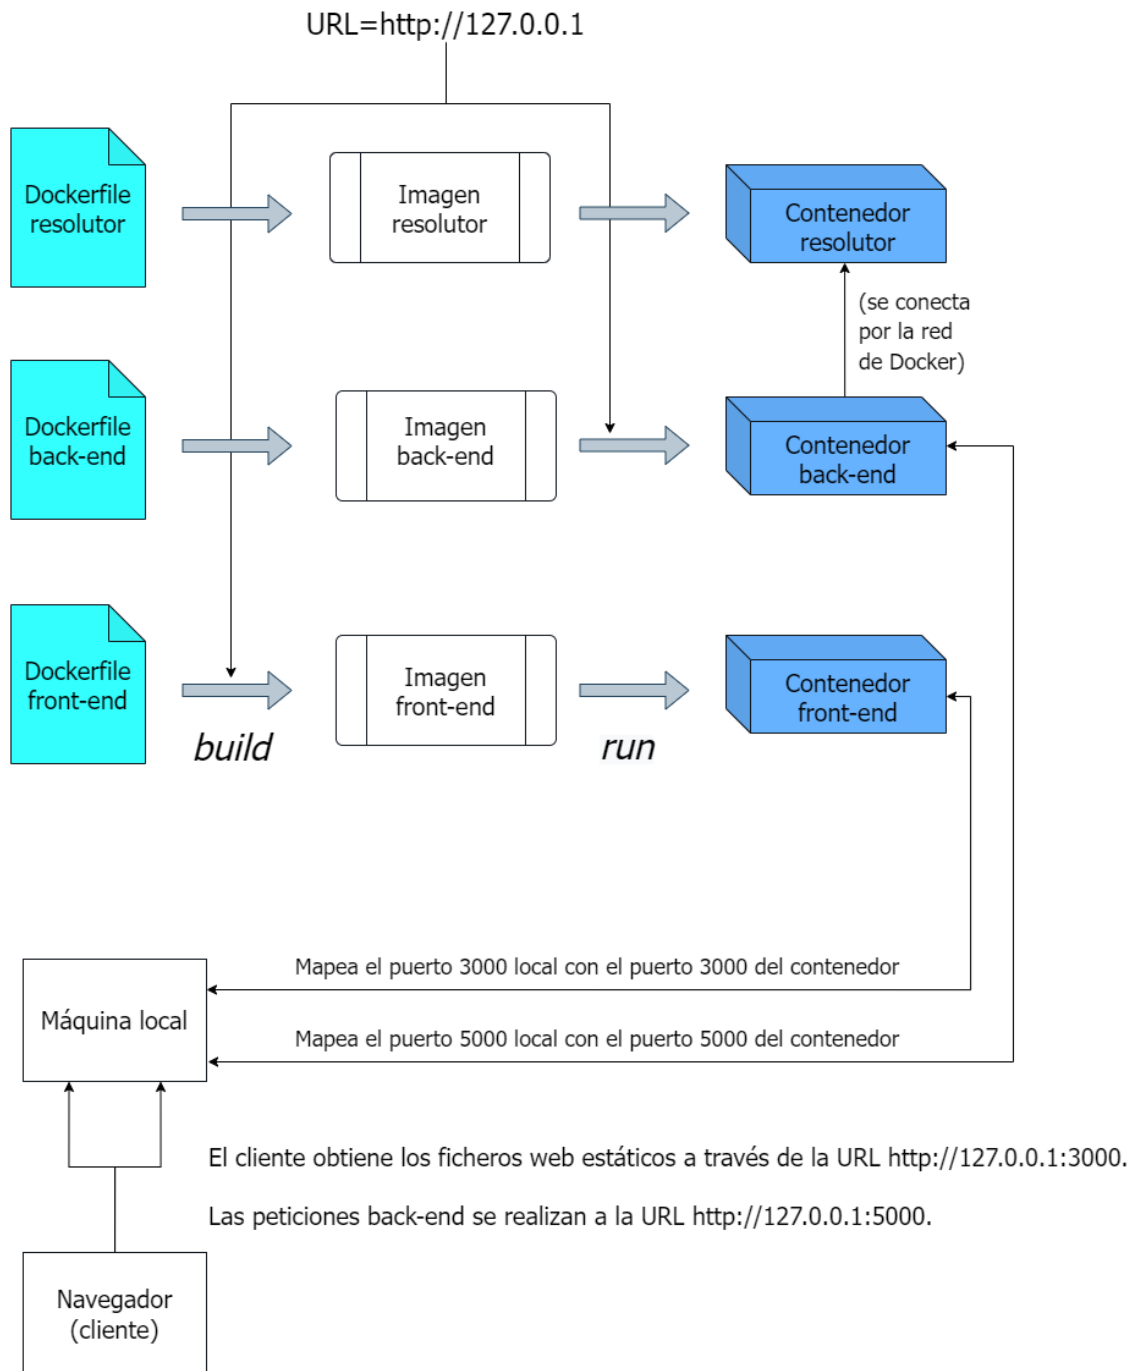 URL=http://127.0.0.1
Dockerfile
resolutor
Imagen
resolutor
Contenedor
resolutor
(se conecta
por la red
de Docker)
Dockerfile
back-end
Imagen
back-end
Contenedor
back-end
Dockerfile
front-end
Imagen
front-end
Contenedor
front-end
build
run
Mapea el puerto 3000 local con el puerto 3000 del contenedor
Máquina local
Mapea el puerto 5000 local con el puerto 5000 del contenedor
El cliente obtiene los ficheros web estáticos a través de la URL http://127.0.0.1:3000.
Las peticiones back-end se realizan a la URL http://127.0.0.1:5000.
Navegador
(cliente)